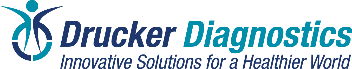 Drucker Diagnostics
Innovative Solutions for a Healthier World